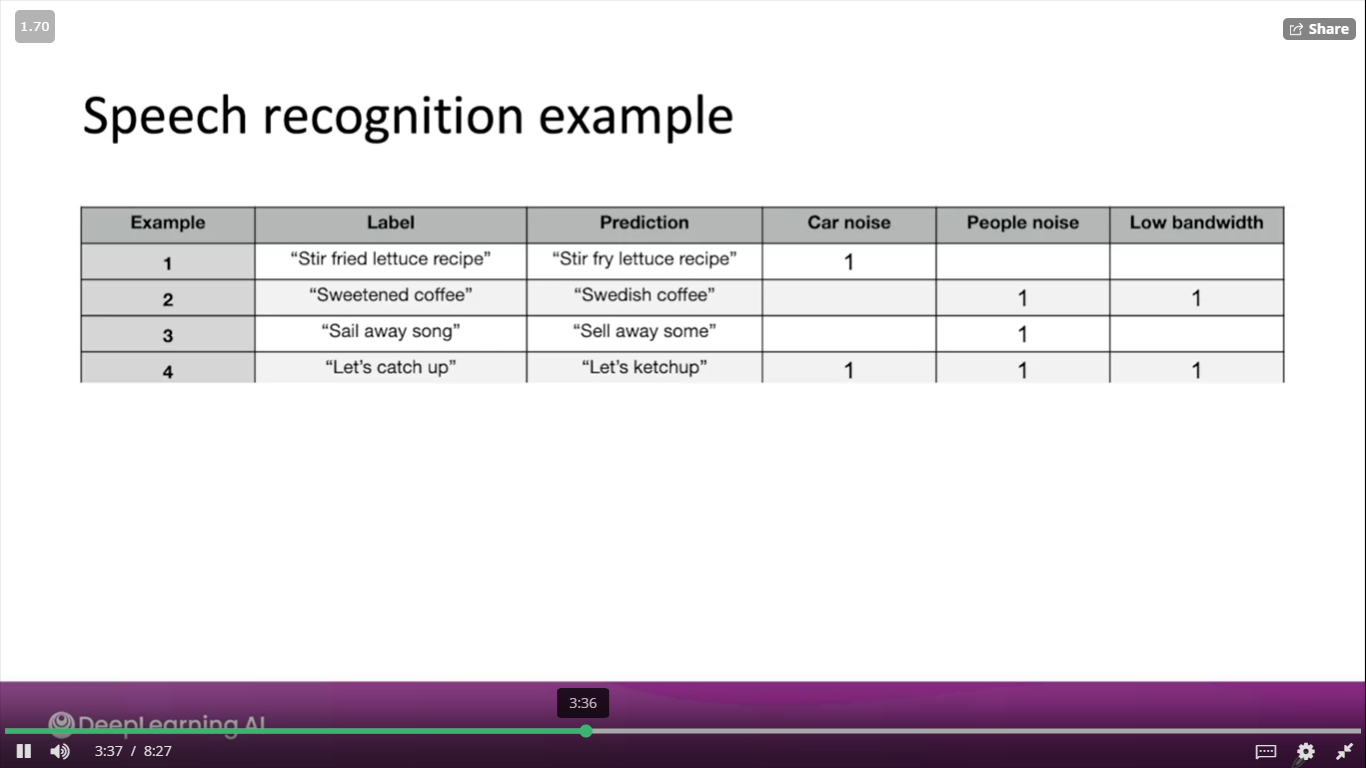 1.70
Share
Speech recognition example
Example Label Prediction Car noise People noise Low bandwidth
1 “Stir fried lettuce recipe” “Stir fry lettuce recipe” 1
2 “Sweetened coffee” “Swedish coffee” 1 1
3 “Sail away song” “Sell away some” 1
4 “Let’s catch up” “Let’s ketchup” 1 1 1
3:36
DeepLearning.AI
3:37 / 8:27